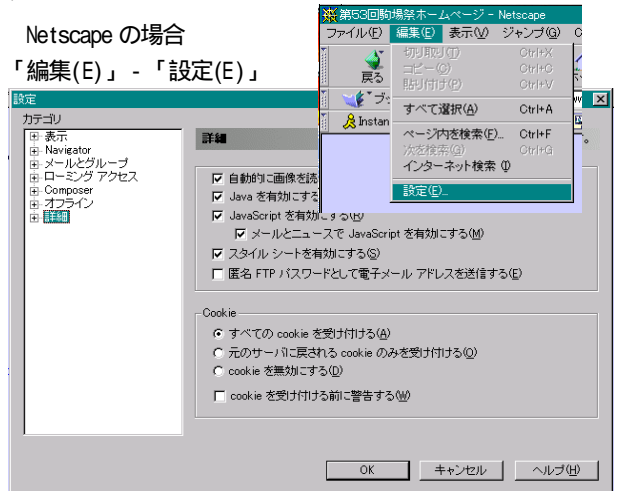 Netscape の場合
「編集(E)」-「設定(E)」
第53回駒場祭ホームページ - Netscape
ファイル(F) 編集(E) 表示(V) ジャンプ(G) C
戻る
切り取り(T) Ctrl+X
コピー(C) Ctrl+C
貼り付け(P) Ctrl+V
すべて選択(A) Ctrl+A
ページ内を検索(F)... Ctrl+F
次を検索(G) Ctrl+G
インターネット検索(I)
設定(E)...
ブッ
Instan
設定
カテゴリ
表示
Navigator
メールとグループ
ローミング アクセス
Composer
オフライン
詳細
詳細
自動的に画像を読
Java を有効にする
JavaScript を有効にする(R)
メールとニュースで JavaScript を有効にする(M)
スタイル シートを有効にする(S)
匿名 FTP パスワードとして電子メール アドレスを送信する(E)
Cookie
すべての cookie を受け付ける(A)
元のサーバに戻される cookie のみを受け付ける(O)
cookie を無効にする(D)
cookie を受け付ける前に警告する(W)
OK キャンセル ヘルプ(H)